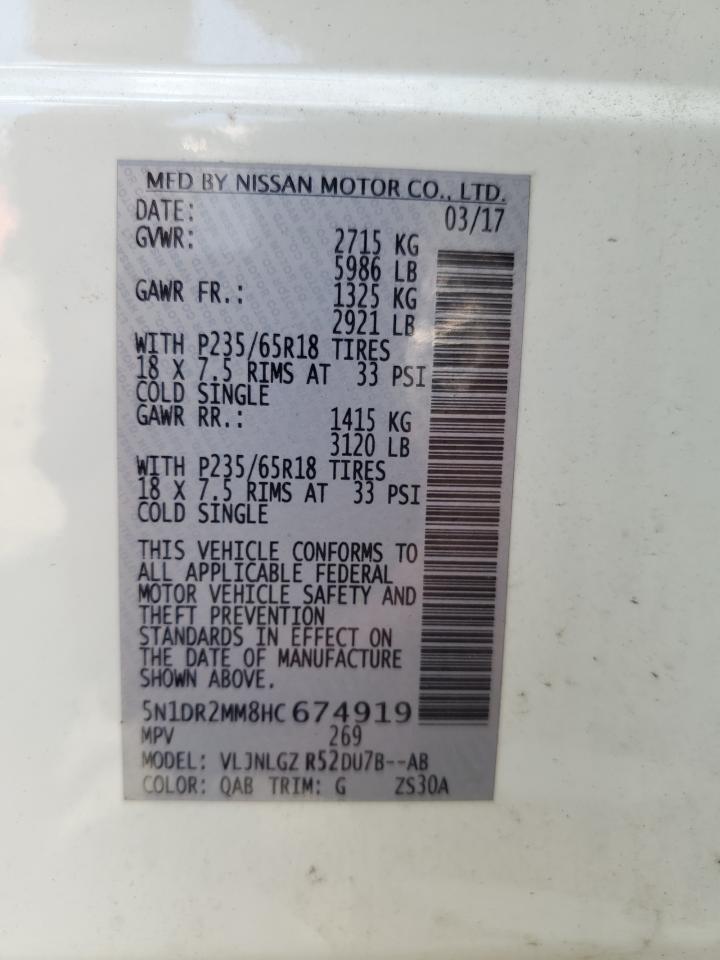 MFD BY NISSAN MOTOR CO., LTD.
DATE: 03/17
GVWR: 2715 KG
5986 LB
GAWR FR.: 1325 KG
2921 LB
WITH P235/65R18 TIRES
18 X 7.5 RIMS AT 33 PSI
COLD SINGLE
GAWR RR.: 1415 KG
3120 LB
WITH P235/65R18 TIRES
18 X 7.5 RIMS AT 33 PSI
COLD SINGLE
THIS VEHICLE CONFORMS TO
ALL APPLICABLE FEDERAL
MOTOR VEHICLE SAFETY AND
THEFT PREVENTION
STANDARDS IN EFFECT ON
THE DATE OF MANUFACTURE
SHOWN ABOVE.
5N1DR2MM8HC674919
MPV 269
MODEL: VLJNLGZ R52DU7B--AB
COLOR: QAB TRIM: G ZS30A